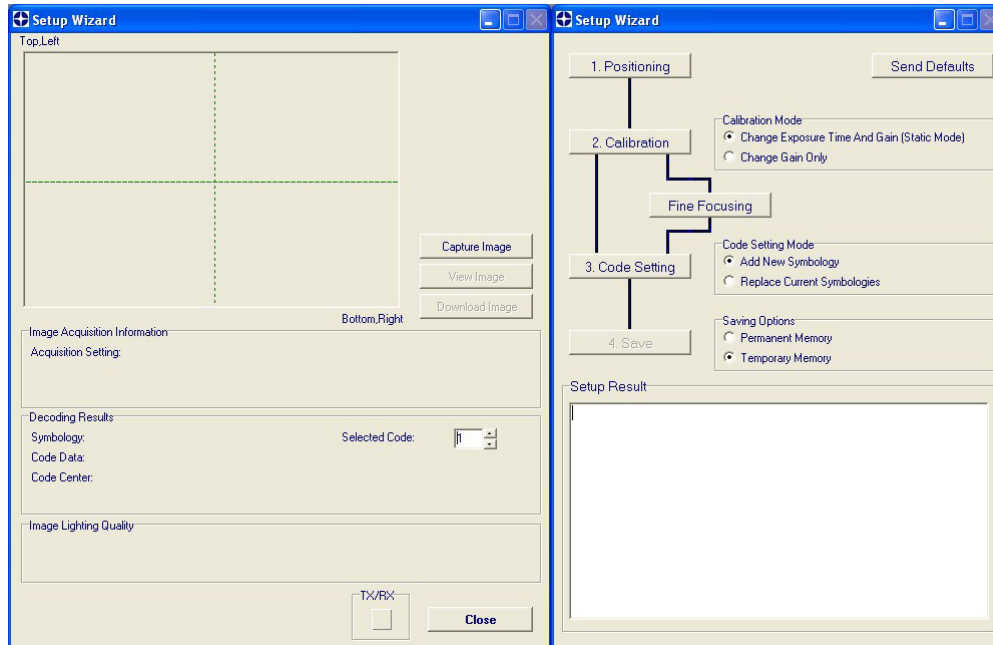 Setup Wizard
Top,Left
Capture Image
View Image
Download Image
Bottom,Right
Image Acquisition Information
Acquisition Setting:
Decoding Results
Symbology:
Selected Code:
1
Code Data:
Code Center:
Image Lighting Quality
TX/RX
Close
Setup Wizard
1. Positioning
Send Defaults
2. Calibration
Calibration Mode
Change Exposure Time And Gain (Static Mode)
Change Gain Only
Fine Focusing
3. Code Setting
Code Setting Mode
Add New Symbology
Replace Current Symbologies
4. Save
Saving Options
Permanent Memory
Temporary Memory
Setup Result